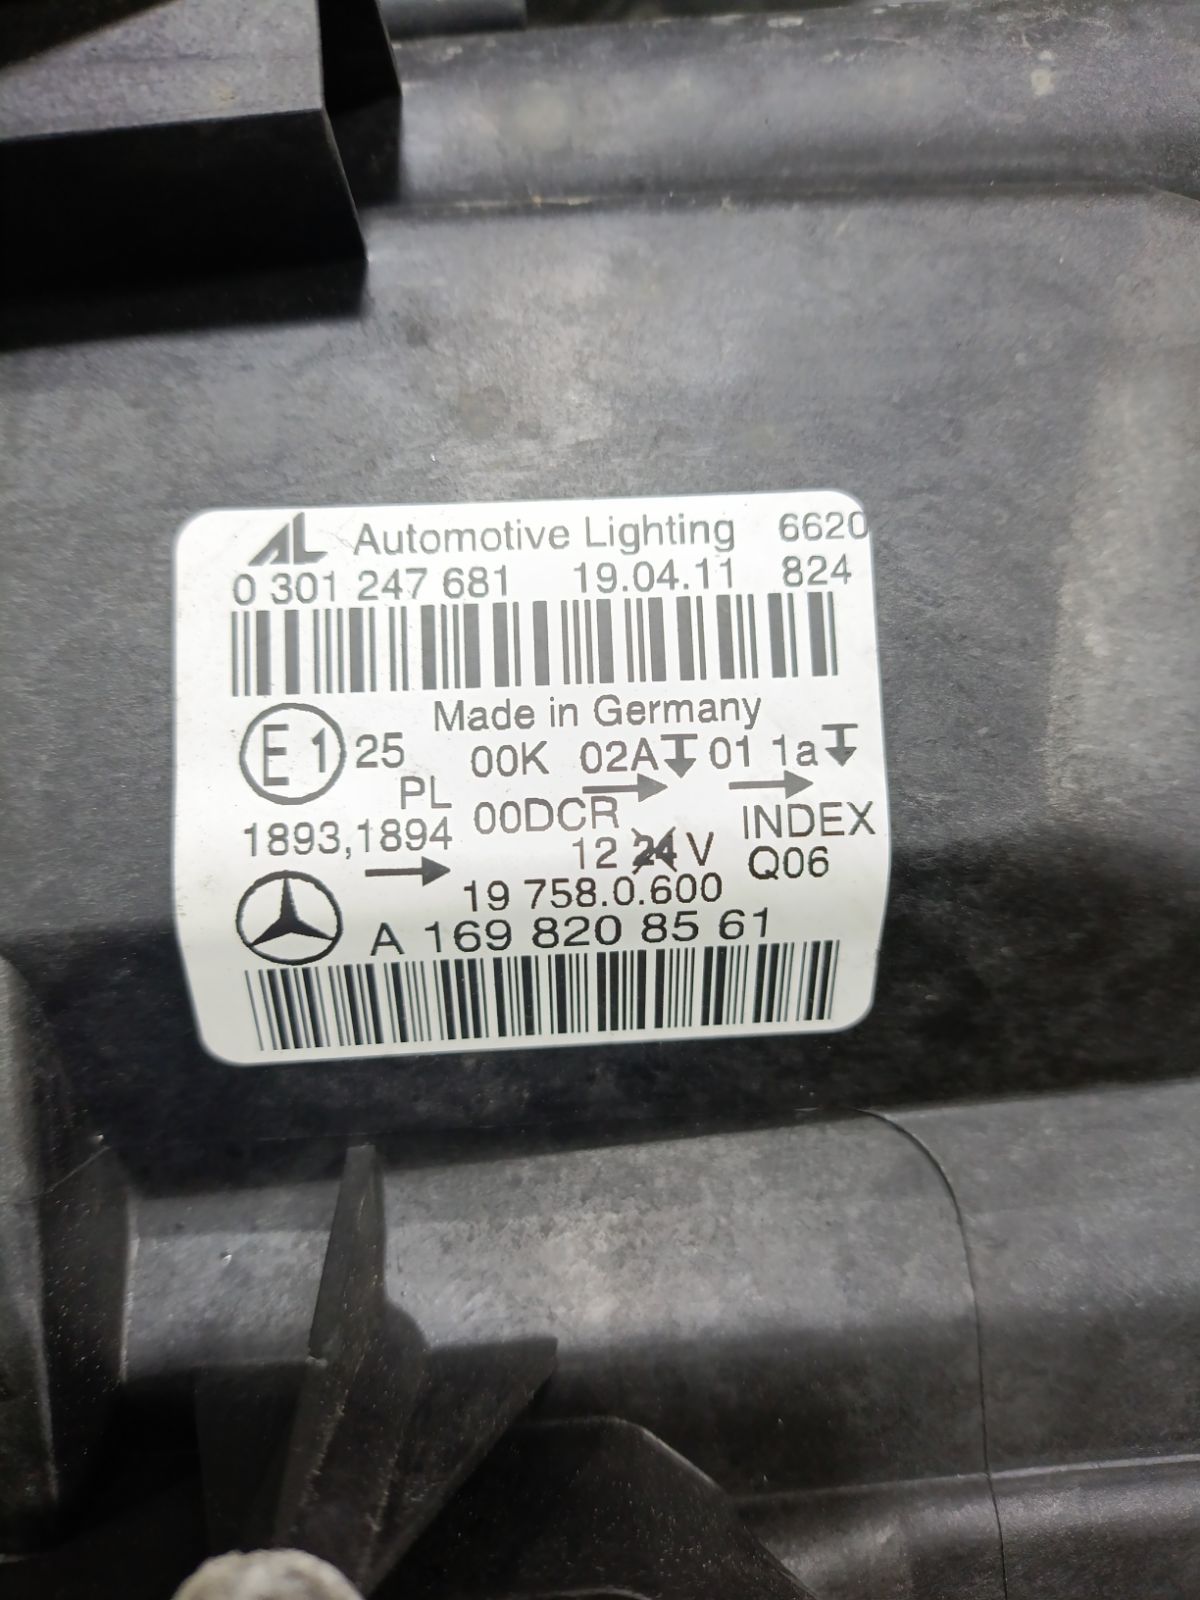 AL Automotive Lighting 6620
0 301 247 681 19.04.11 824
Made in Germany
E1 25 00K 02A 01 1a
PL 00DCR INDEX
1893,1894 12 24 V Q06
19 758.0.600
A 169 820 85 61